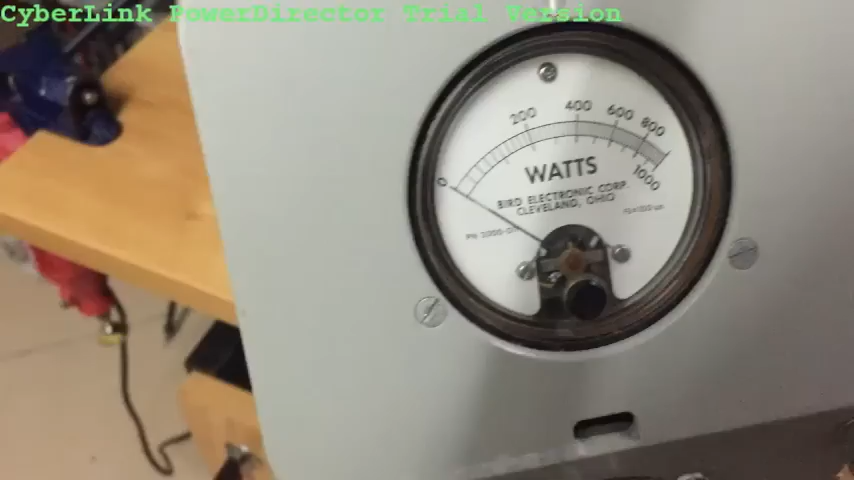 CyberLink PowerDirector Trial Version
0 200 400 600 800 1000
WATTS
BIRD ELECTRONIC CORP.
CLEVELAND, OHIO